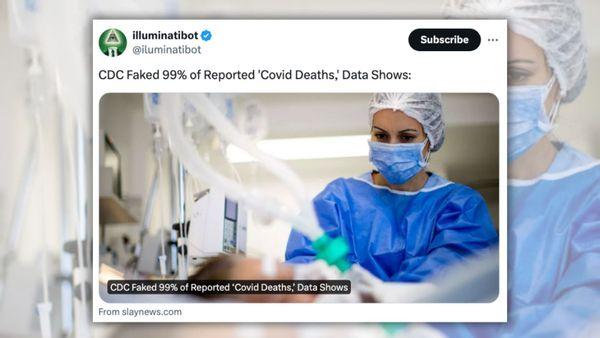 illuminatibot
@iluminatibot
Subscribe
CDC Faked 99% of Reported 'Covid Deaths,' Data Shows:
CDC Faked 99% of Reported 'Covid Deaths,' Data Shows
From slaynews.com